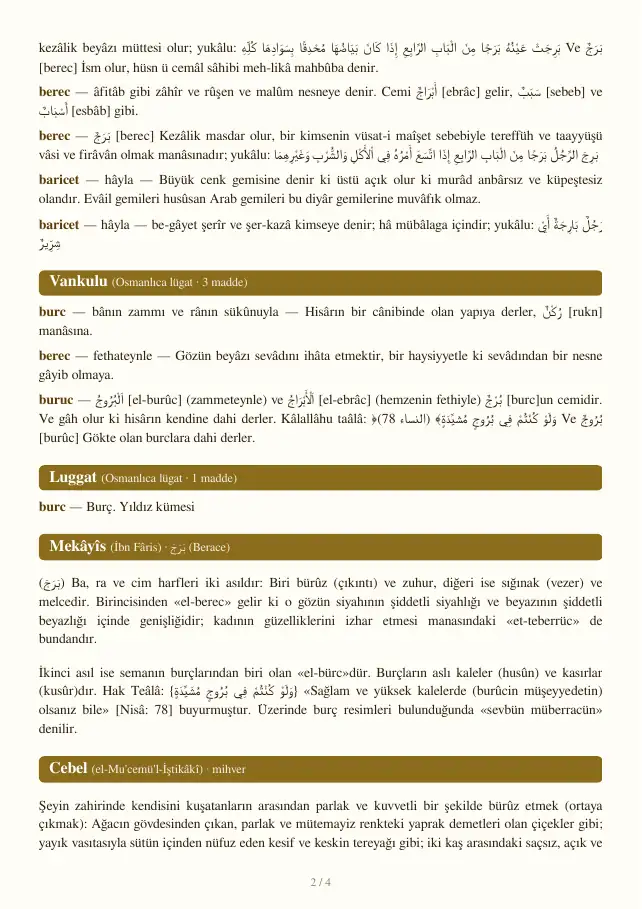 kezâlik beyâzı müttesi olur; yukâlu: بَرِجَتْ عَيْنُهُ بَرَجًا مِنَ الْبَابِ الرَّابِعِ إِذَا كَانَ بَيَاضُهَا مُحْدِقًا بِسَوَادِهَا كُلِّهِ Ve بَرَجٌ
[berec] İsm olur, hüsn ü cemâl sâhibi meh-likâ mahbûba denir.
berec — âfitâb gibi zâhîr ve rûşen ve malûm nesneye denir. Cemi أَبْرَاجٌ [ebrâc] gelir, سَبَبٌ [sebeb] ve
أَسْبَابٌ [esbâb] gibi.
berec — بَرَجٌ [berec] Kezâlik masdar olur, bir kimsenin vüsat-i maîşet sebebiyle tereffüh ve taayyüşü
vâsi ve firâvân olmak manâsınadır; yukâlu: بَرِجَ الرَّجُلُ بَرَجًا مِنَ الْبَابِ الرَّابِعِ إِذَا اتَّسَعَ أَمْرُهُ فِي الْأَكْلِ وَالشُّرْبِ وَغَيْرِهِمَا
baricet — hâyla — Büyük cenk gemisine denir ki üstü açık olur ki murâd anbârsız ve küpeştesiz
olandır. Evâil gemileri husûsan Arab gemileri bu diyâr gemilerine muvâfık olmaz.
baricet — hâyla — be-gâyet şerîr ve şer-kazâ kimseye denir; hâ mübâlaga içindir; yukâlu: رَجُلٌ بَارِجَةٌ أَيْ
شِرِّيرٌ
Vankulu (Osmanlıca lügat · 3 madde)
burc — bânın zammı ve rânın sükûnuyla — Hisârın bir cânibinde olan yapıya derler, رُكْنٌ [rukn]
manâsına.
berec — fethateynle — Gözün beyâzı sevâdını ihâta etmektir, bir haysiyyetle ki sevâdından bir nesne
gâyib olmaya.
buruc — اَلْبُرُوجُ [el-burûc] (zammeteynle) ve اَلْأَبْرَاجُ [el-ebrâc] (hemzenin fethiyle) بُرْجٌ [burc]un cemidir.
Ve gâh olur ki hisârın kendine dahi derler. Kâlallâhu taâlâ: ﴿وَلَوْ كُنْتُمْ فِي بُرُوجٍ مُشَيَّدَةٍ﴾ (النساء 78) Ve بُرُوجٌ
[burûc] Gökte olan burclara dahi derler.
Luggat (Osmanlıca lügat · 1 madde)
burc — Burç. Yıldız kümesi
Mekâyîs (İbn Fâris) · بَرَجَ (Berace)
(بَرَجَ) Ba, ra ve cim harfleri iki asıldır: Biri bürûz (çıkıntı) ve zuhur, diğeri ise sığınak (vezer) ve
melcedir. Birincisinden «el-berec» gelir ki o gözün siyahının şiddetli siyahlığı ve beyazının şiddetli
beyazlığı içinde genişliğidir; kadının güzelliklerini izhar etmesi manasındaki «et-teberrüc» de
bundandır.
İkinci asıl ise semanın burçlarından biri olan «el-bürc»dür. Burçların aslı kaleler (husûn) ve kasırlar
(kusûr)dır. Hak Teâlâ: {وَلَوْ كُنْتُمْ فِي بُرُوجٍ مُشَيَّدَةٍ} «Sağlam ve yüksek kalelerde (burûcin müşeyyedetin)
olsanız bile» [Nisâ: 78] buyurmuştur. Üzerinde burç resimleri bulunduğunda «sevbün müberracün»
denilir.
Cebel (el-Mu'cemü'l-İştikâkî) · mihver
Şeyin zahirinde kendisini kuşatanların arasından parlak ve kuvvetli bir şekilde bürûz etmek (ortaya
çıkmak): Ağacın gövdesinden çıkan, parlak ve mütemayiz renkteki yaprak demetleri olan çiçekler gibi;
yayık vasıtasıyla sütün içinden nüfuz eden kesif ve keskin tereyağı gibi; iki kaş arasındaki saçsız, açık ve
2 / 4